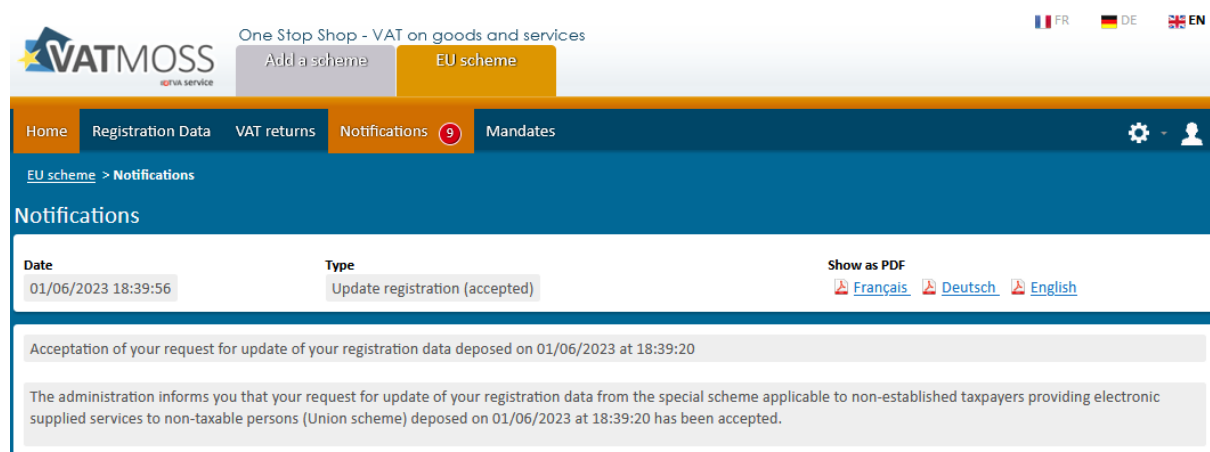 FR DE EN
VATMOSS
eTVA service
One Stop Shop - VAT on goods and services
Add a scheme EU scheme
Home Registration Data VAT returns Notifications 9 Mandates
EU scheme > Notifications
Notifications
Date Type Show as PDF
01/06/2023 18:39:56 Update registration (accepted) Français Deutsch English
Acceptation of your request for update of your registration data deposed on 01/06/2023 at 18:39:20
The administration informs you that your request for update of your registration data from the special scheme applicable to non-established taxpayers providing electronic
supplied services to non-taxable persons (Union scheme) deposed on 01/06/2023 at 18:39:20 has been accepted.